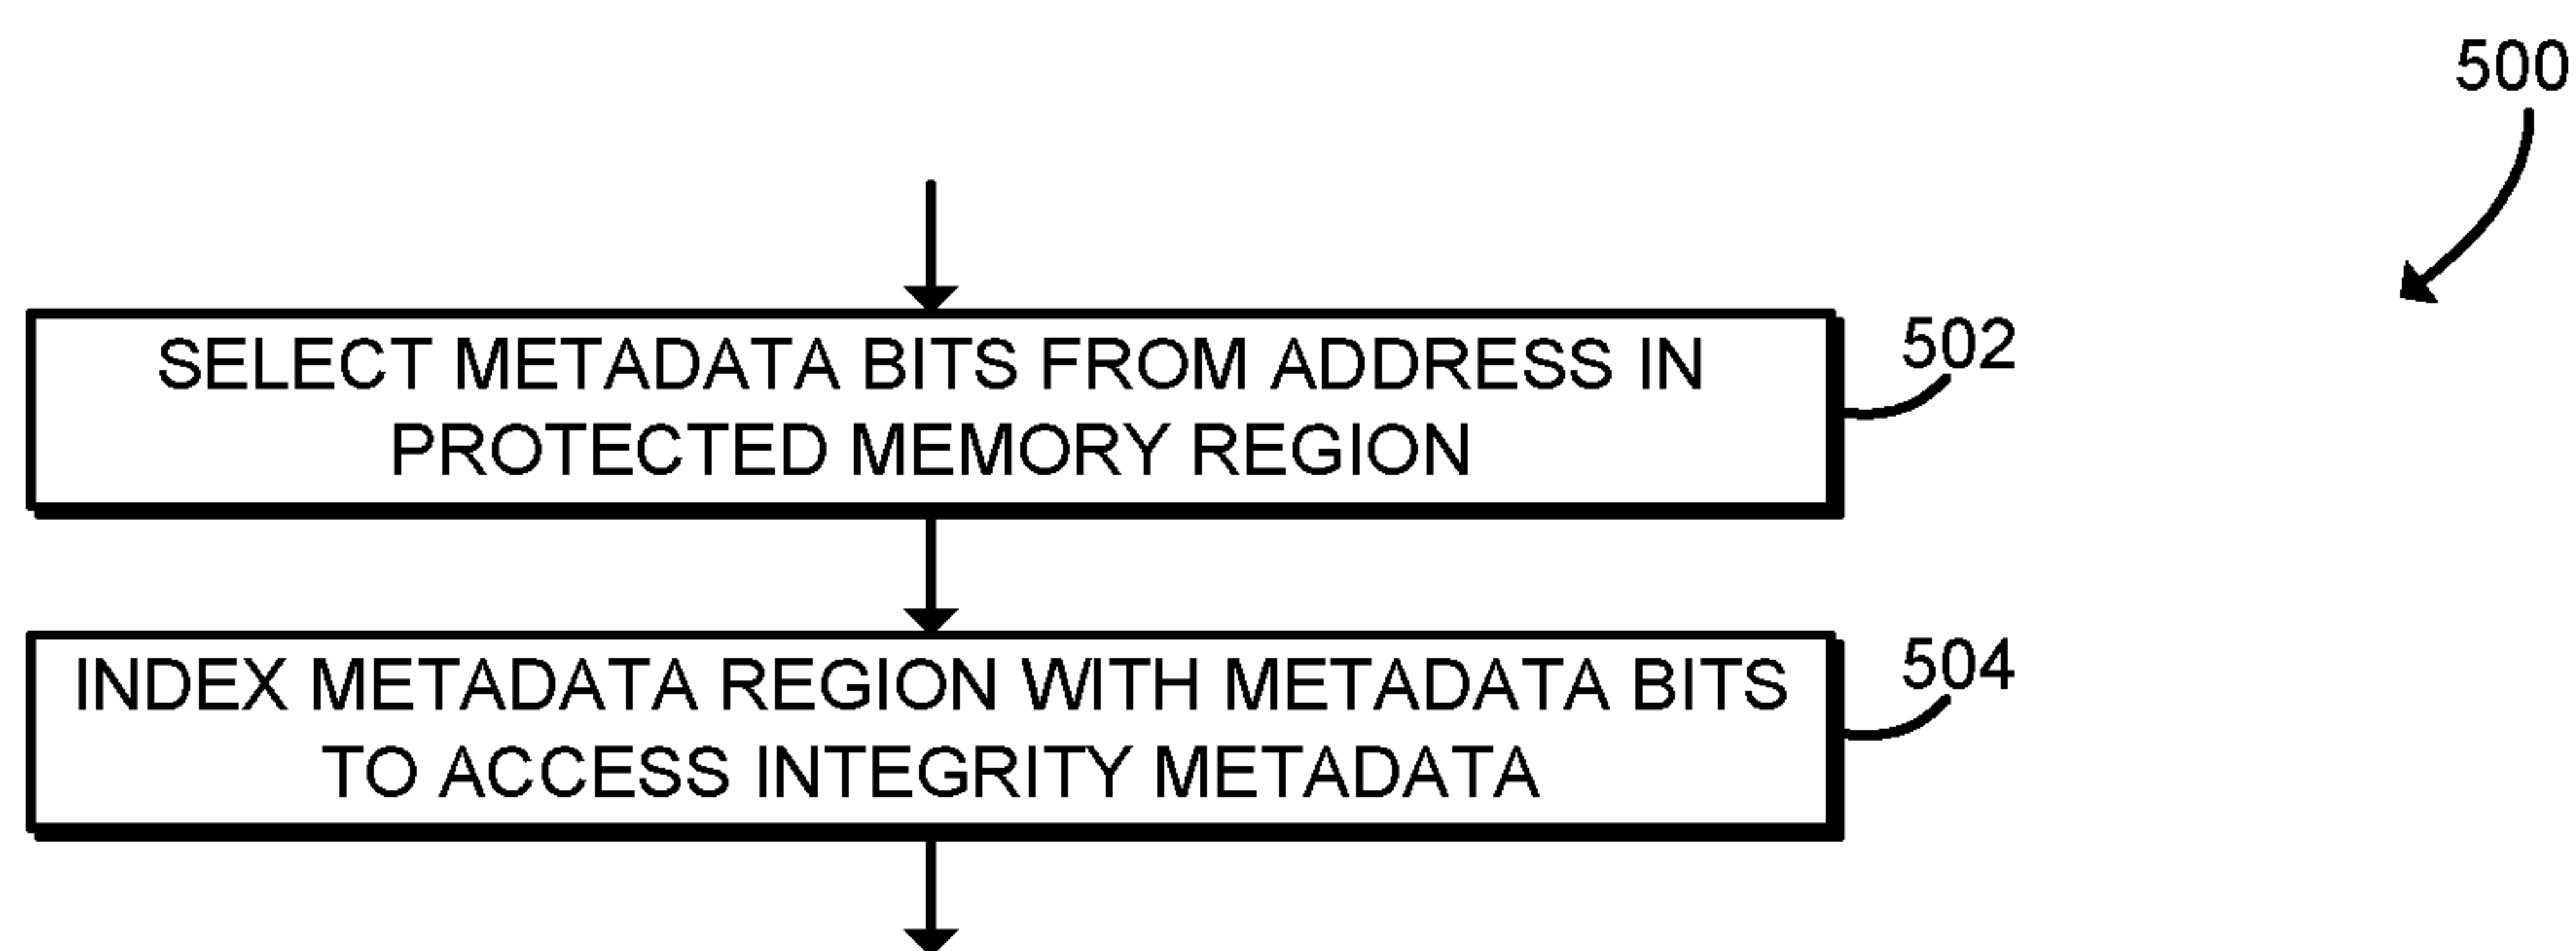 500
SELECT METADATA BITS FROM ADDRESS IN
PROTECTED MEMORY REGION
502
INDEX METADATA REGION WITH METADATA BITS
TO ACCESS INTEGRITY METADATA
504